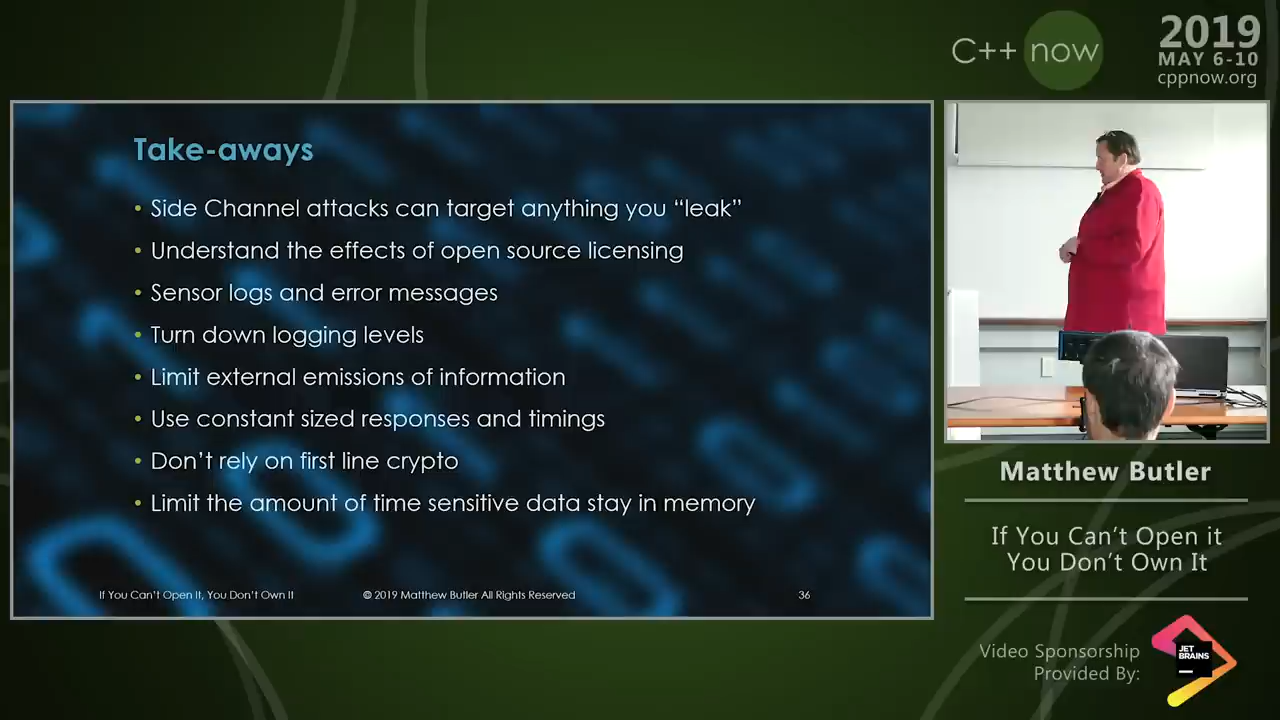 C++ now
2019
MAY 6-10
cppnow.org
Take-aways
• Side Channel attacks can target anything you “leak”
• Understand the effects of open source licensing
• Sensor logs and error messages
• Turn down logging levels
• Limit external emissions of information
• Use constant sized responses and timings
• Don’t rely on first line crypto
• Limit the amount of time sensitive data stay in memory
If You Can’t Open It, You Don’t Own It
© 2019 Matthew Butler All Rights Reserved
36
Matthew Butler
If You Can’t Open it
You Don’t Own It
Video Sponsorship
Provided By:
JET
BRAINS